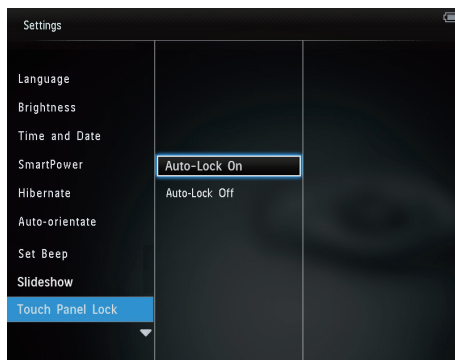 Settings
Language
Brightness
Time and Date
SmartPower
Auto-Lock On
Hibernate
Auto-Lock Off
Auto-orientate
Set Beep
Slideshow
Touch Panel Lock